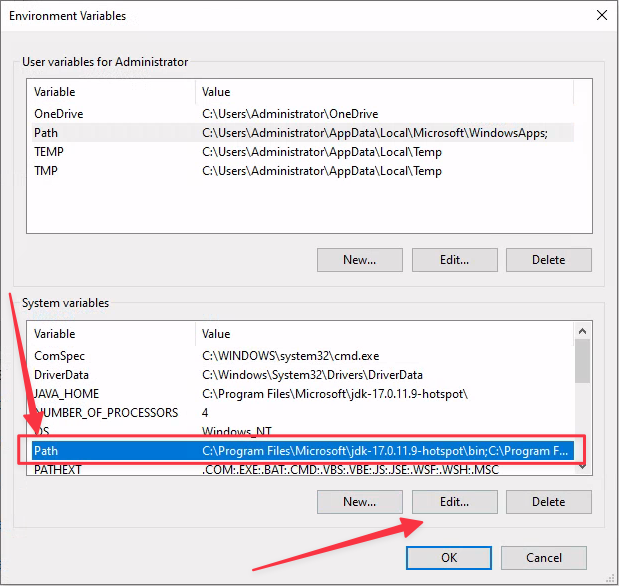 Environment Variables
User variables for Administrator
Variable Value
OneDrive C:\Users\Administrator\OneDrive
Path C:\Users\Administrator\AppData\Local\Microsoft\WindowsApps;
TEMP C:\Users\Administrator\AppData\Local\Temp
TMP C:\Users\Administrator\AppData\Local\Temp
New... Edit... Delete
System variables
Variable Value
ComSpec C:\WINDOWS\system32\cmd.exe
DriverData C:\Windows\System32\Drivers\DriverData
JAVA_HOME C:\Program Files\Microsoft\jdk-17.0.11.9-hotspot\
NUMBER_OF_PROCESSORS 4
OS Windows_NT
Path C:\Program Files\Microsoft\jdk-17.0.11.9-hotspot\bin;C:\Program F...
PATHEXT .COM;.EXE;.BAT;.CMD;.VBS;.VBE;.JS;.JSE;.WSF;.WSH;.MSC
New... Edit... Delete
OK Cancel